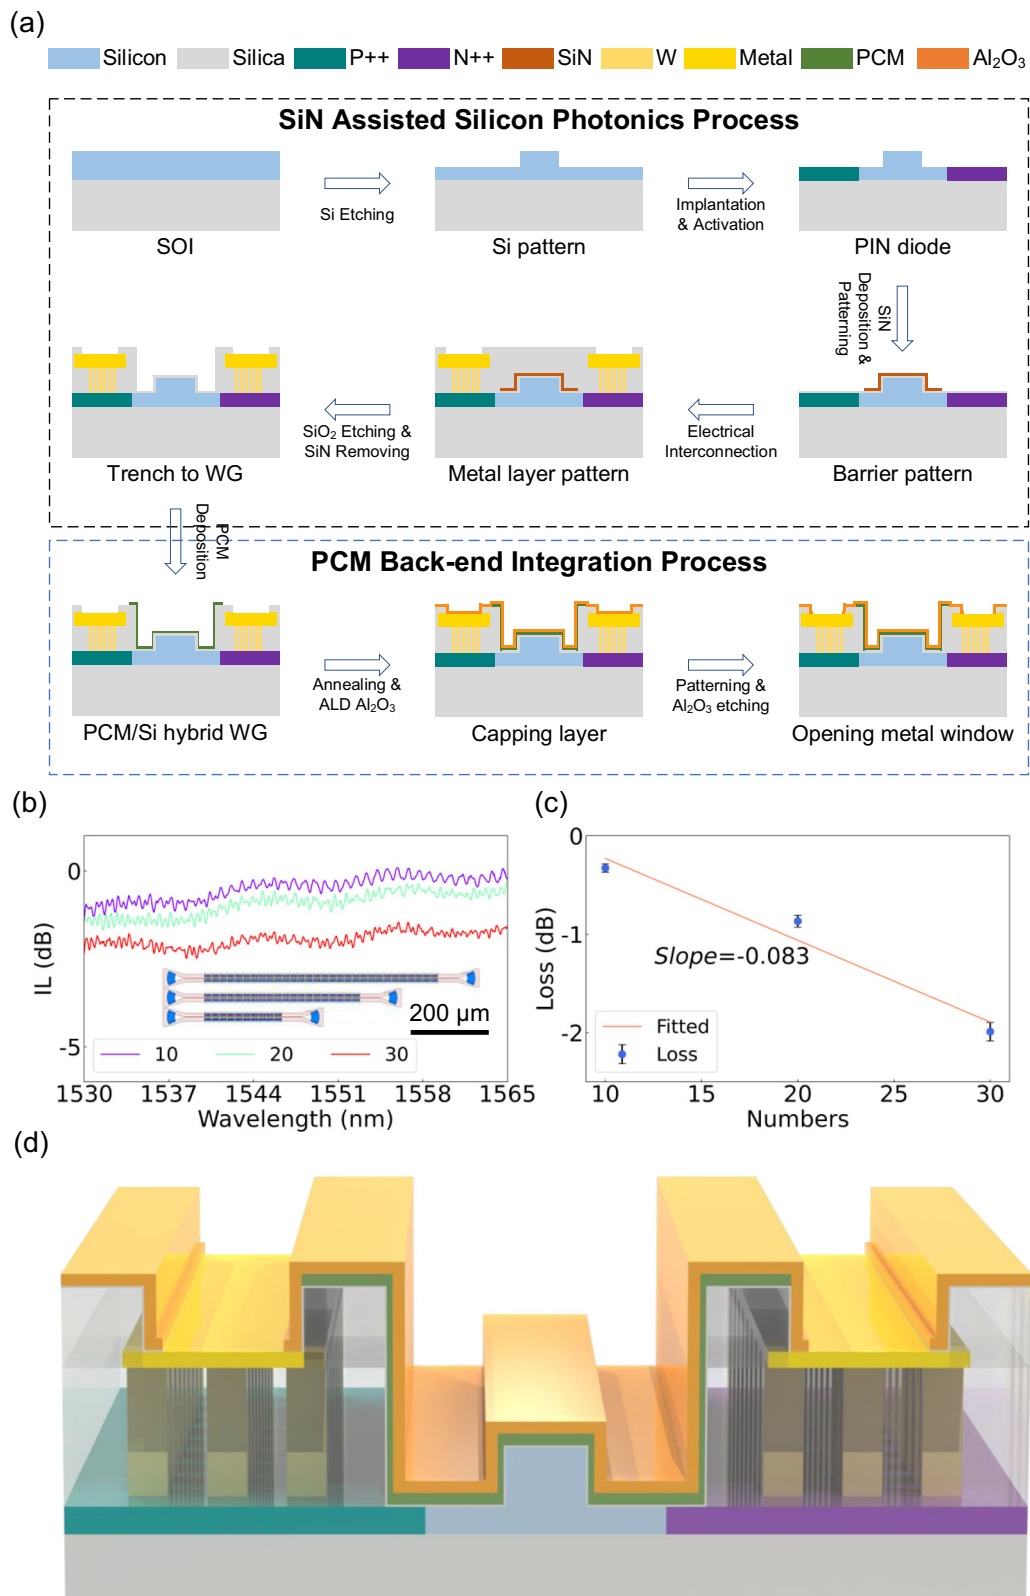 (a)
Silicon Silica P++ N++ SiN W Metal PCM Al₂O₃
SiN Assisted Silicon Photonics Process
Si Etching
Implantation
& Activation
SOI
Si pattern
PIN diode
SiN
Deposition &
Patterning
SiO₂ Etching &
SiN Removing
Electrical
Interconnection
Trench to WG
Metal layer pattern
Barrier pattern
PCM
Deposition
PCM Back-end Integration Process
Annealing &
ALD Al₂O₃
Patterning &
Al₂O₃ etching
PCM/Si hybrid WG
Capping layer
Opening metal window
(b)
0
-5
IL (dB)
200 μm
10 20 30
1530 1537 1544 1551 1558 1565
Wavelength (nm)
(c)
0
-1
-2
Loss (dB)
Slope=-0.083
Fitted
Loss
10 15 20 25 30
Numbers
(d)